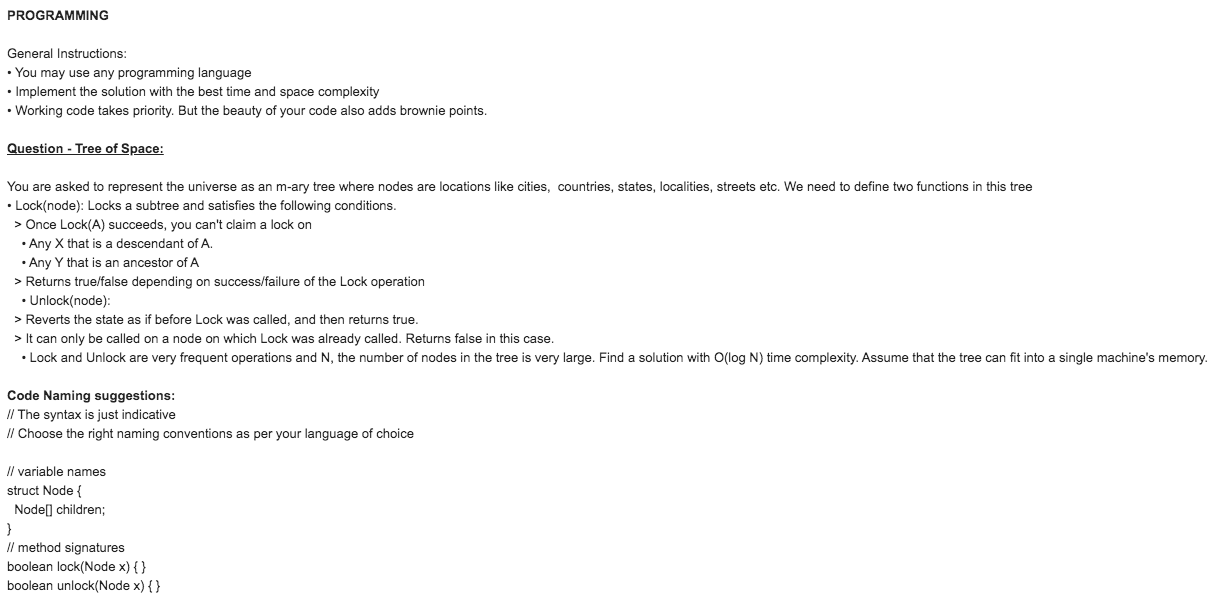 PROGRAMMING
General Instructions:
• You may use any programming language
• Implement the solution with the best time and space complexity
• Working code takes priority. But the beauty of your code also adds brownie points.
Question - Tree of Space:
You are asked to represent the universe as an m-ary tree where nodes are locations like cities,  countries, states, localities, streets etc. We need to define two functions in this tree
• Lock(node): Locks a subtree and satisfies the following conditions.
> Once Lock(A) succeeds, you can't claim a lock on
• Any X that is a descendant of A.
• Any Y that is an ancestor of A
> Returns true/false depending on success/failure of the Lock operation
• Unlock(node):
> Reverts the state as if before Lock was called, and then returns true.
> It can only be called on a node on which Lock was already called. Returns false in this case.
• Lock and Unlock are very frequent operations and N, the number of nodes in the tree is very large. Find a solution with O(log N) time complexity. Assume that the tree can fit into a single machine's memory.
Code Naming suggestions:
// The syntax is just indicative
// Choose the right naming conventions as per your language of choice
// variable names
struct Node {
Node[] children;
}
// method signatures
boolean lock(Node x) { }
boolean unlock(Node x) { }